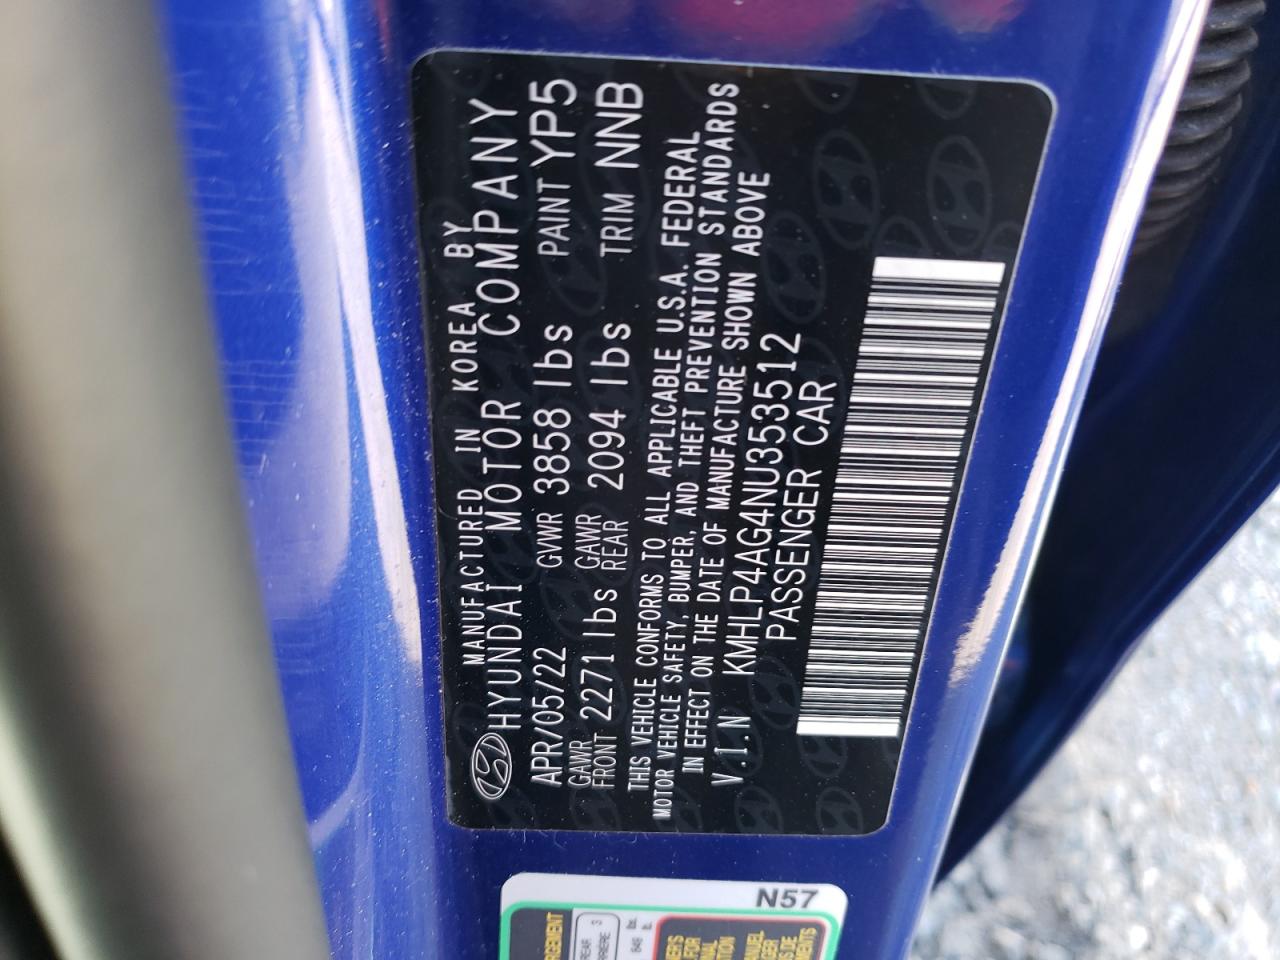 MANUFACTURED IN KOREA BY
HYUNDAI MOTOR COMPANY
APR/05/22 GVWR 3858 lbs PAINT YP5
GAWR FRONT 2271 lbs GAWR REAR 2094 lbs TRIM NNB
THIS VEHICLE CONFORMS TO ALL APPLICABLE U.S.A. FEDERAL
MOTOR VEHICLE SAFETY, BUMPER, AND THEFT PREVENTION STANDARDS
IN EFFECT ON THE DATE OF MANUFACTURE SHOWN ABOVE
V.I.N KMHLP4AG4NU353512
PASSENGER CAR
N57
REAR 3